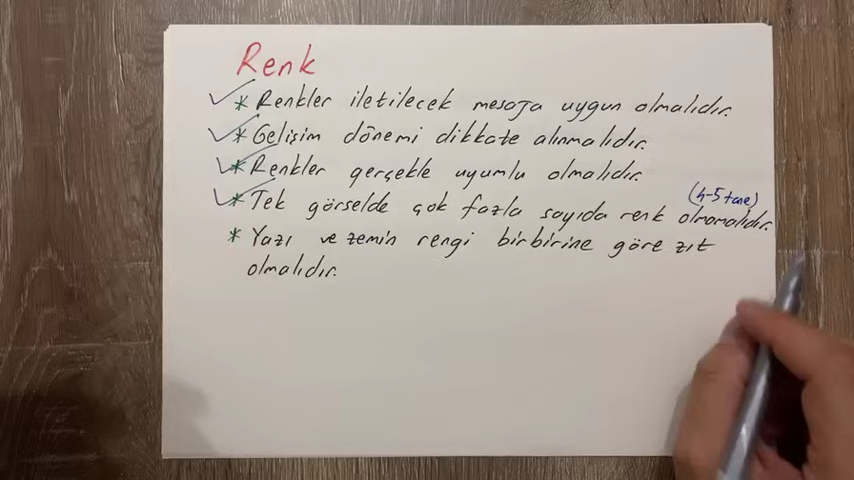 Renk
* Renkler iletilecek mesaja uygun olmalıdır.
* Gelişim dönemi dikkate alınmalıdır.
* Renkler gerçekle uyumlu olmalıdır.
(4-5 tane)
* Tek görselde çok fazla sayıda renk olmamalıdır.
* Yazı ve zemin rengi birbirine göre zıt
olmalıdır.